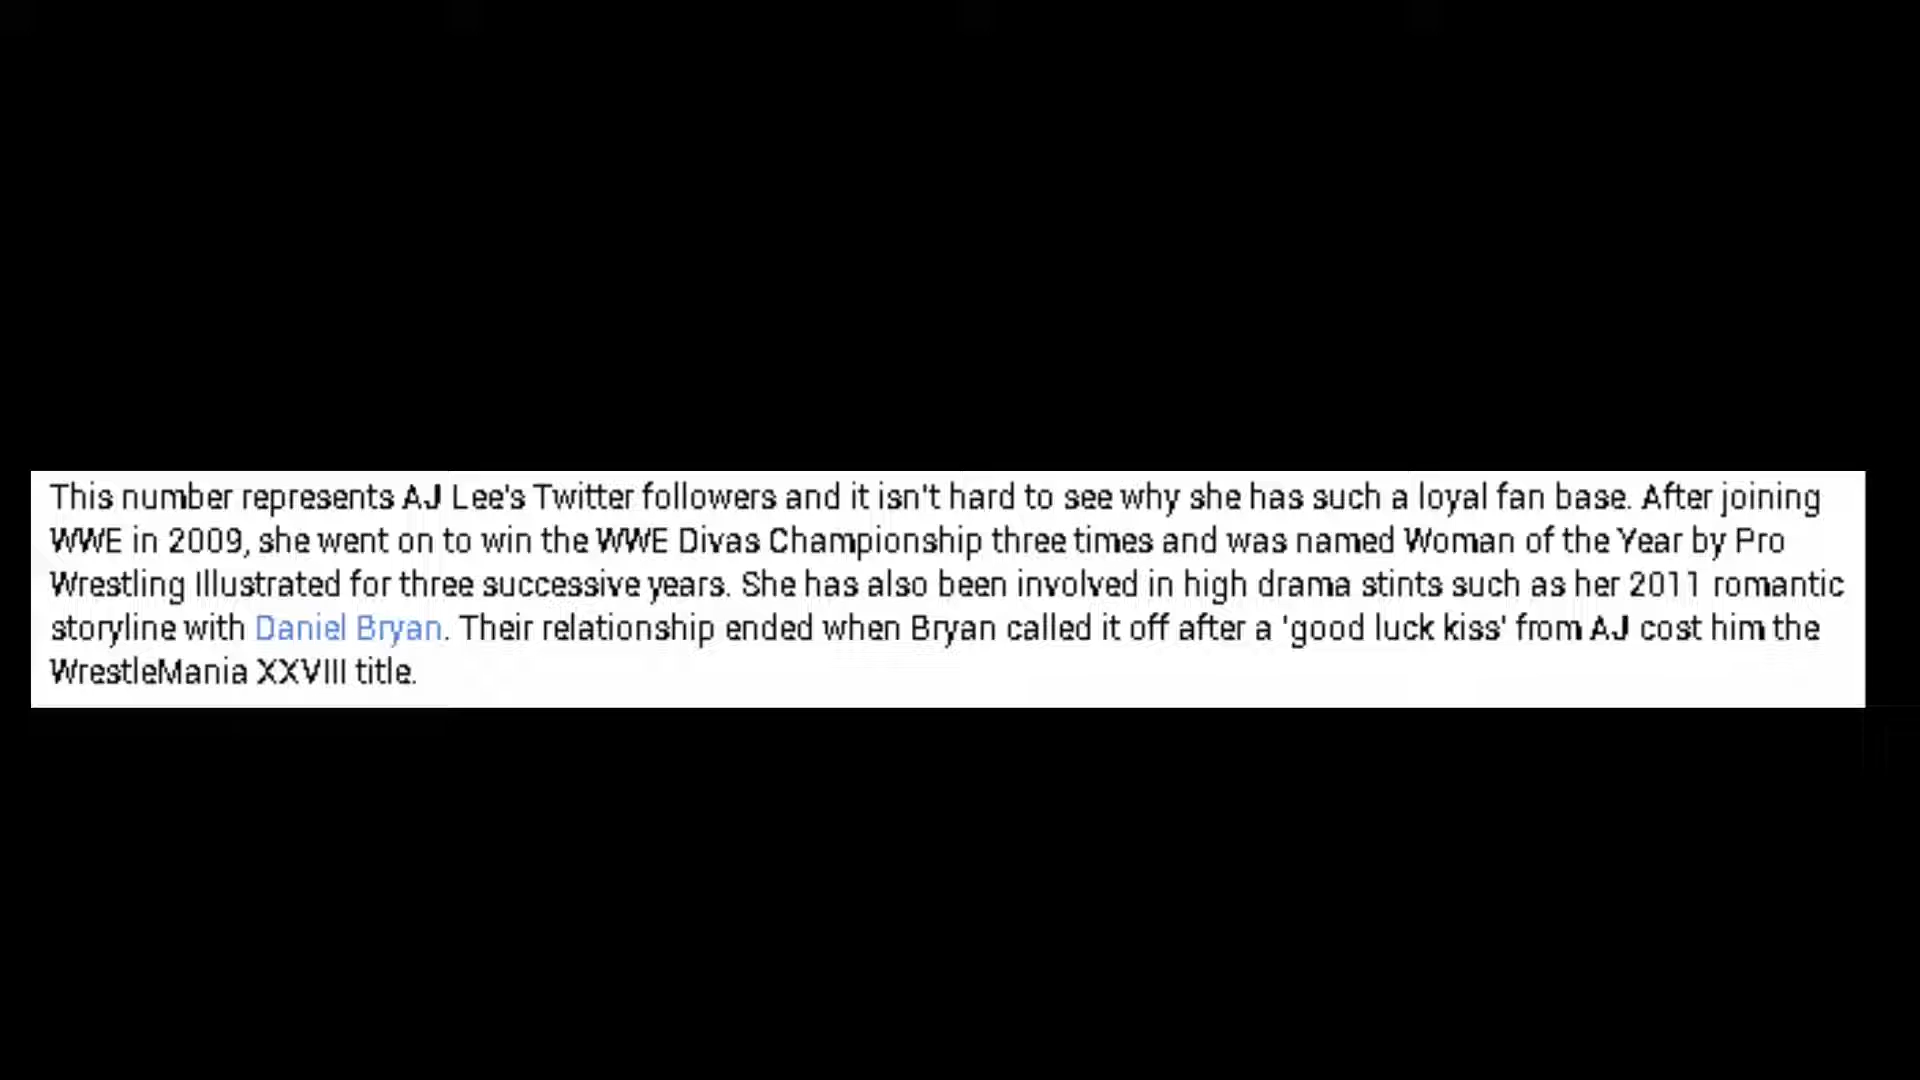 This number represents AJ Lee's Twitter followers and it isn't hard to see why she has such a loyal fan base. After joining
WWE in 2009, she went on to win the WWE Divas Championship three times and was named Woman of the Year by Pro
Wrestling Illustrated for three successive years. She has also been involved in high drama stints such as her 2011 romantic
storyline with Daniel Bryan. Their relationship ended when Bryan called it off after a 'good luck kiss' from AJ cost him the
WrestleMania XXVIII title.